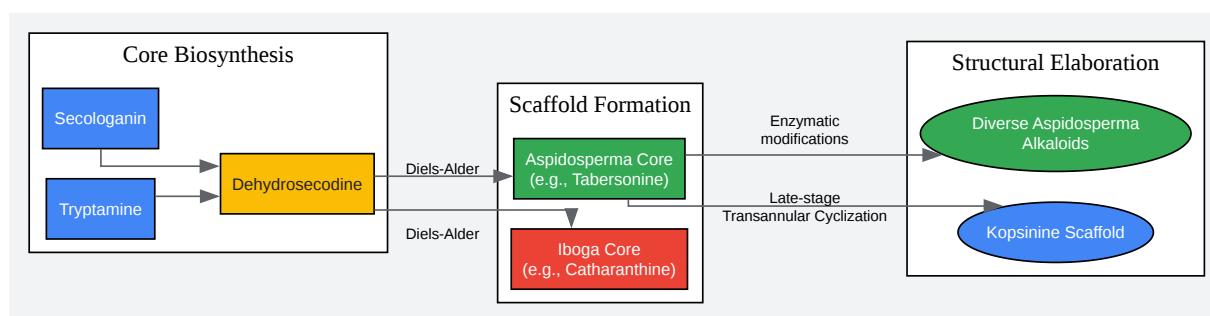 Core Biosynthesis
Secologanin
Tryptamine
Dehydrosecodine
Diels-Alder
Diels-Alder
Scaffold Formation
Aspidosperma Core
(e.g., Tabersonine)
Iboga Core
(e.g., Catharanthine)
Enzymatic
modifications
Late-stage
Transannular Cyclization
Structural Elaboration
Diverse Aspidosperma
Alkaloids
Kopsinine Scaffold